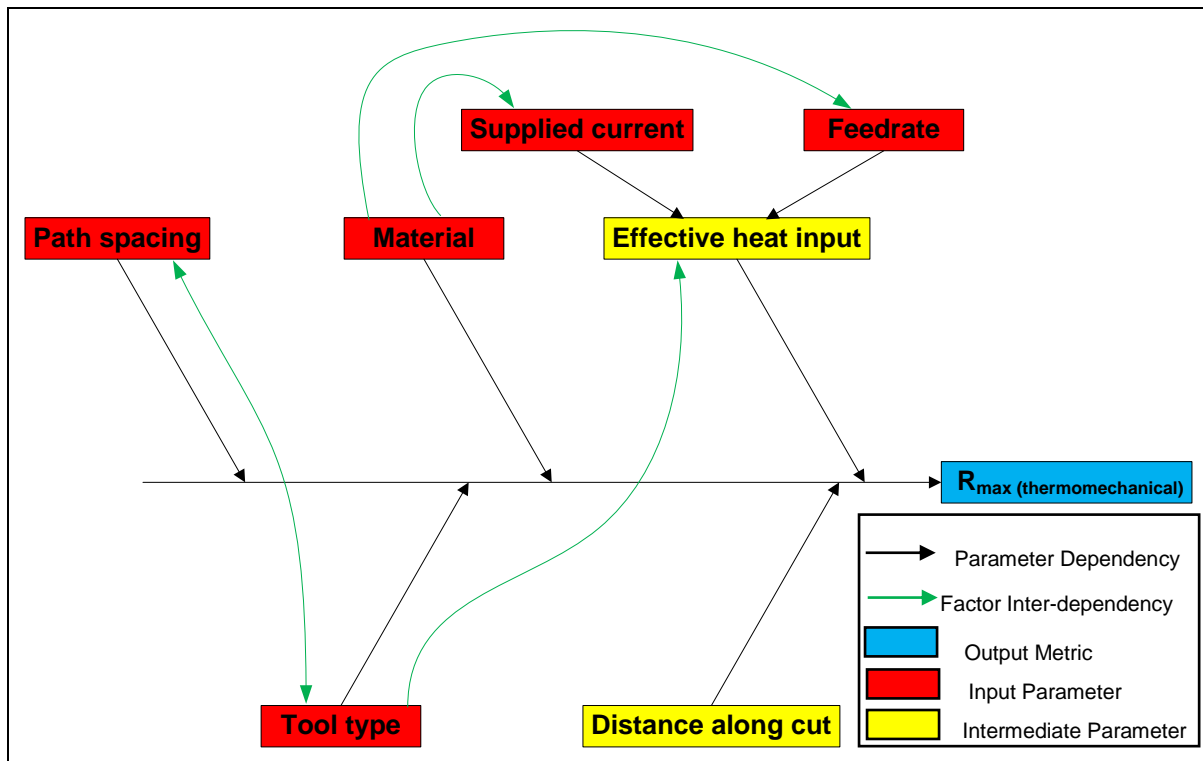 Supplied current
Feedrate
Path spacing
Material
Effective heat input
Rmax (thermomechanical)
Parameter Dependency
Factor Inter-dependency
Output Metric
Input Parameter
Intermediate Parameter
Tool type
Distance along cut